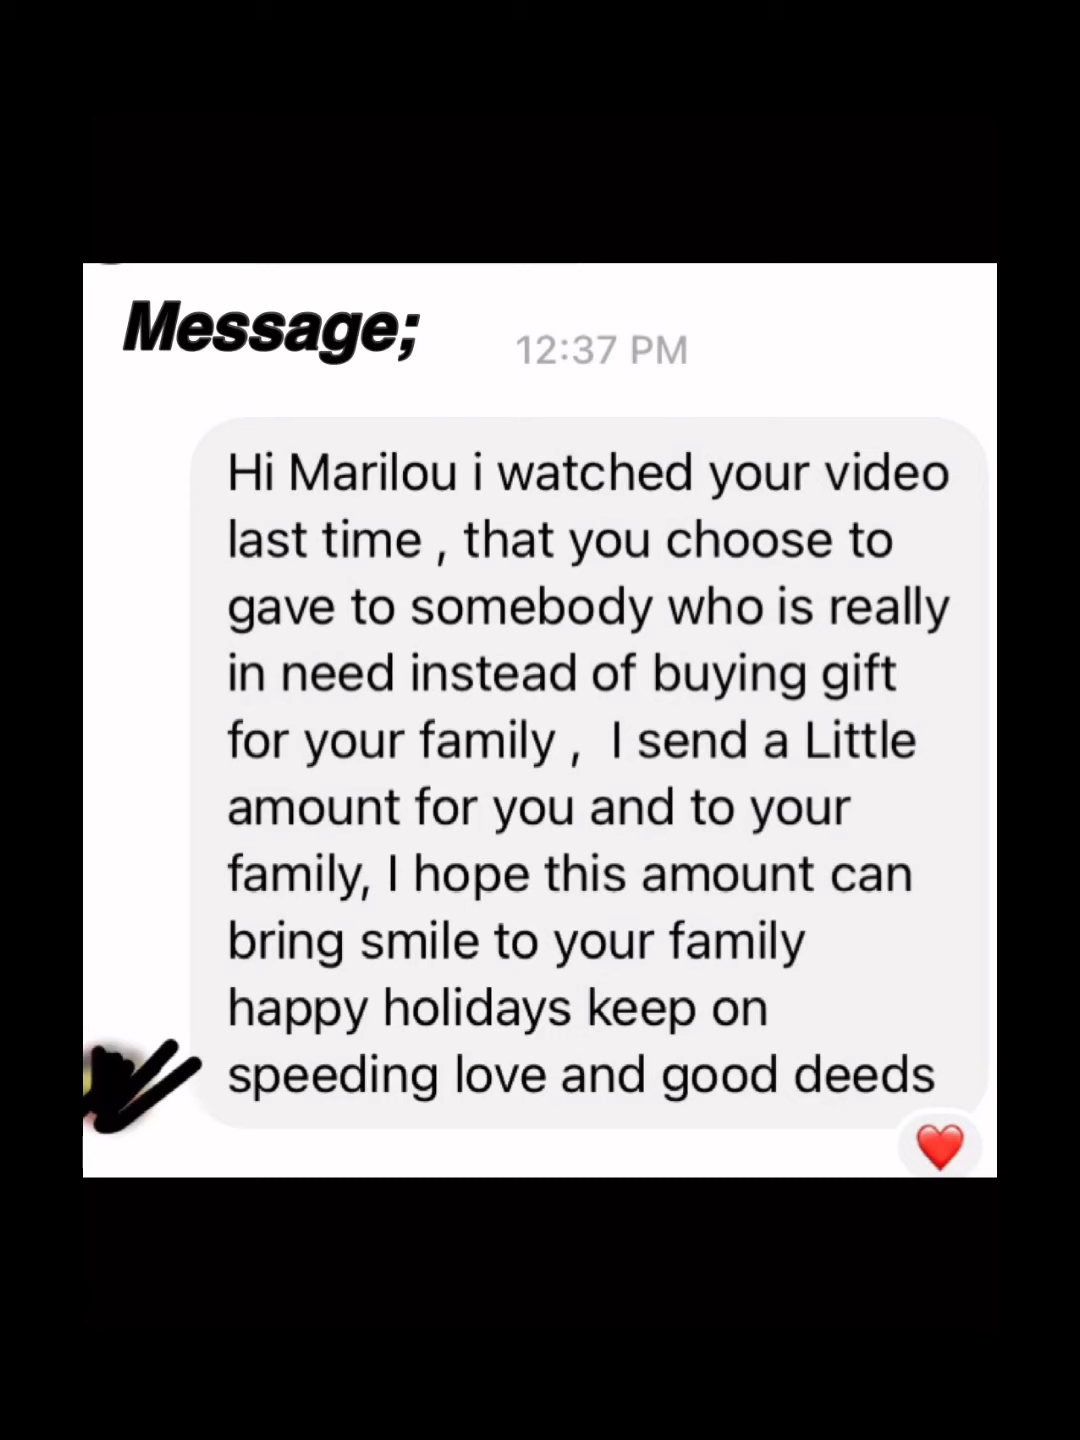 Message;
12:37 PM
Hi Marilou i watched your video
last time , that you choose to
gave to somebody who is really
in need instead of buying gift
for your family ,  I send a Little
amount for you and to your
family, I hope this amount can
bring smile to your family
happy holidays keep on
speeding love and good deeds